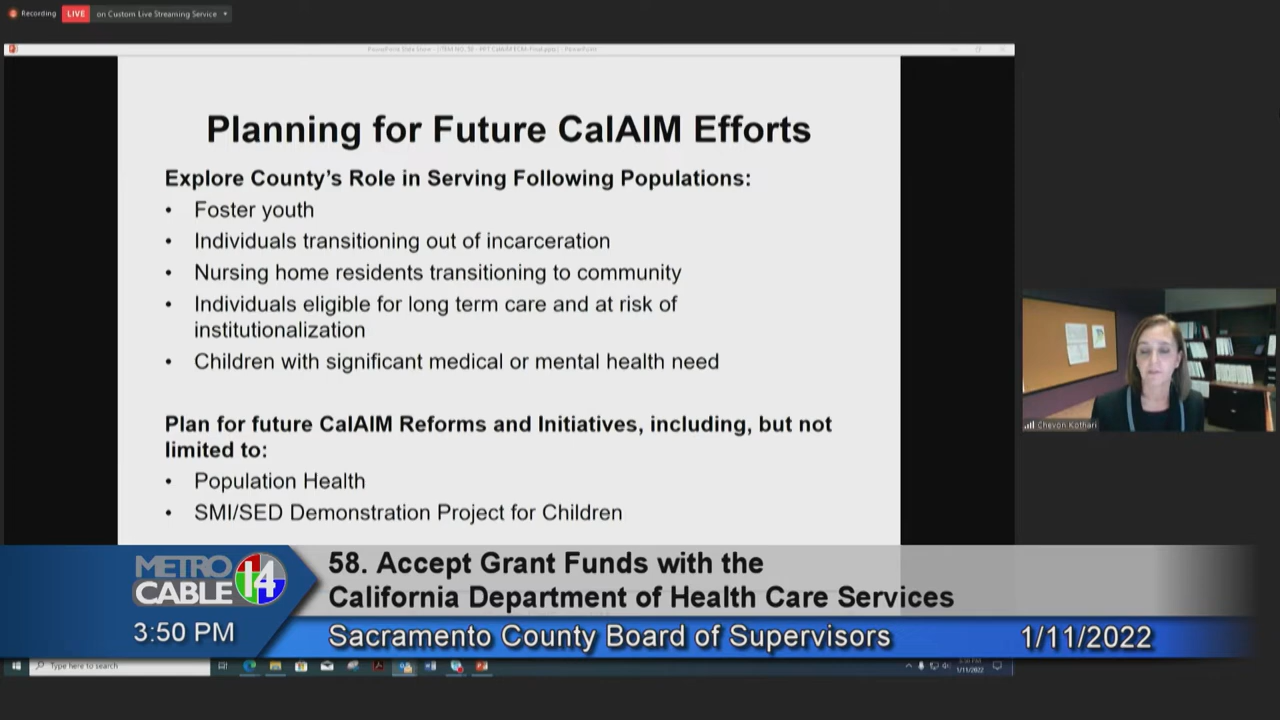 Recording
LIVE
on Custom Live Streaming Service
Planning for Future CalAIM Efforts
Explore County's Role in Serving Following Populations:
• Foster youth
• Individuals transitioning out of incarceration
• Nursing home residents transitioning to community
• Individuals eligible for long term care and at risk of
institutionalization
• Children with significant medical or mental health need
Plan for future CalAIM Reforms and Initiatives, including, but not
limited to:
• Population Health
• SMI/SED Demonstration Project for Children
Chevon Kothari
METRO
CABLE 14
3:50 PM
58. Accept Grant Funds with the
California Department of Health Care Services
Sacramento County Board of Supervisors
1/11/2022
Type here to search
1/11/2022